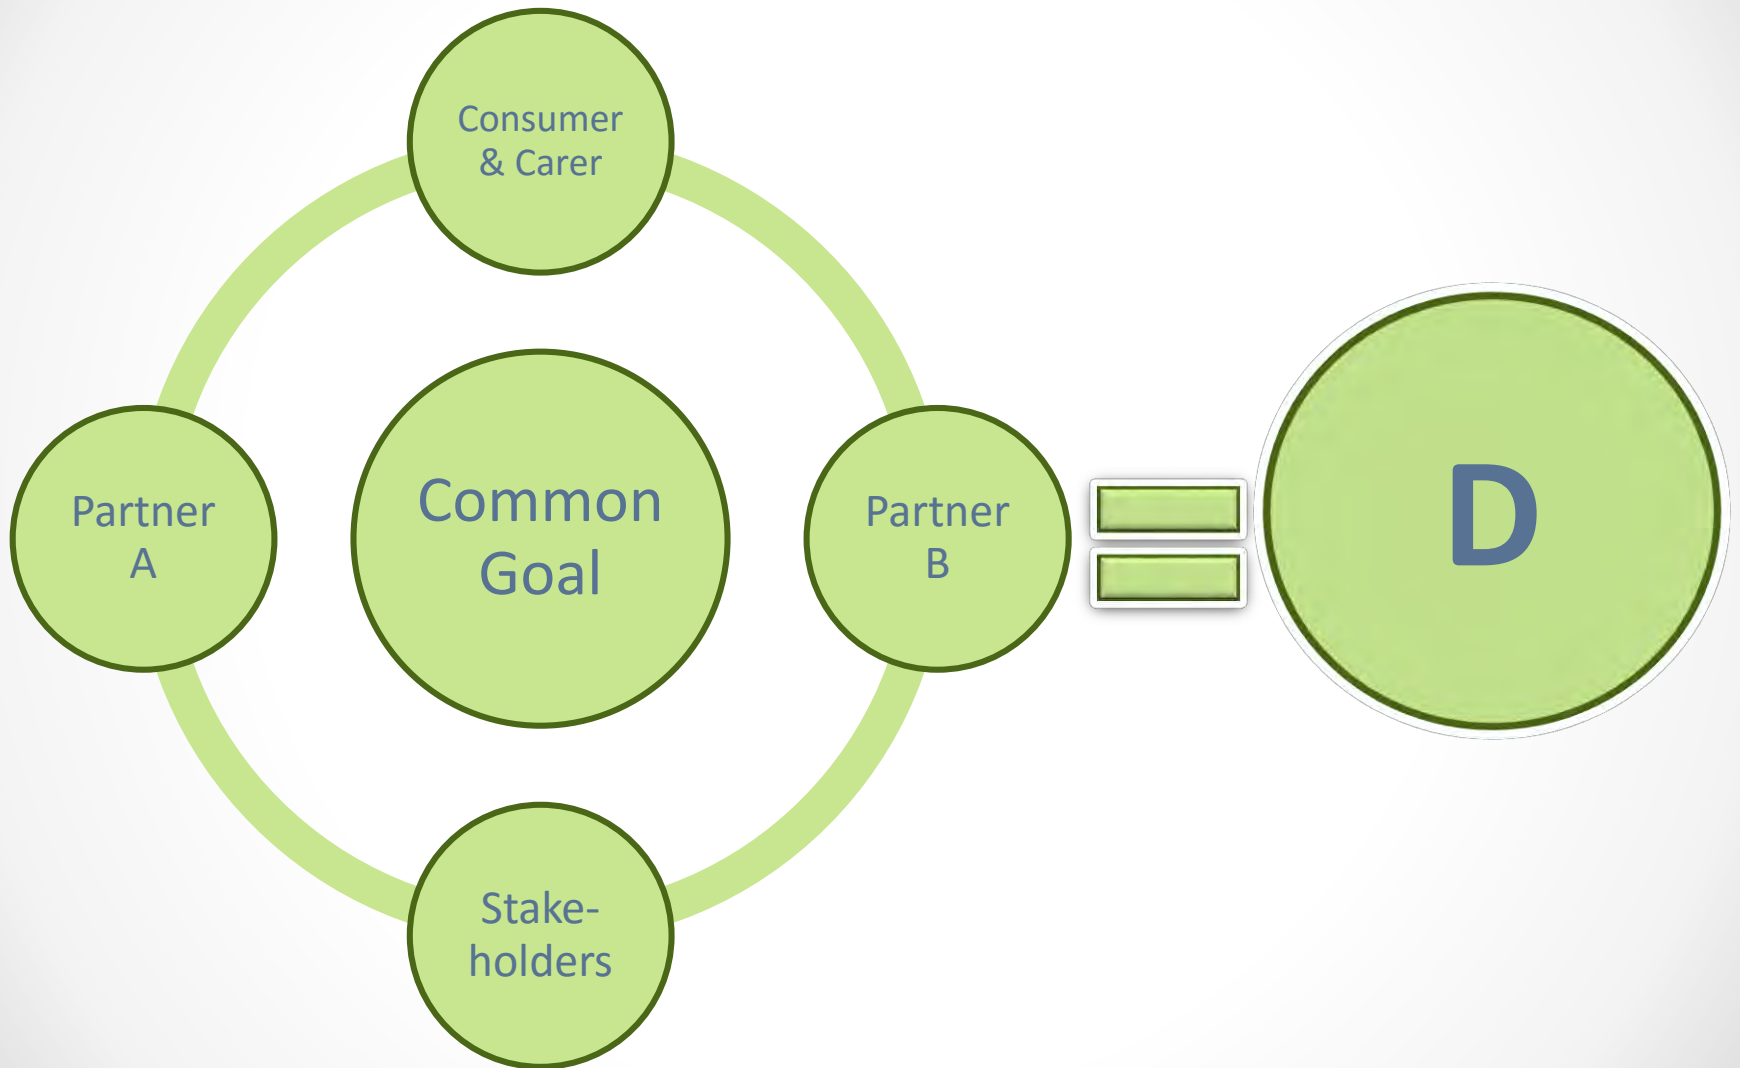 Consumer
& Carer
Partner
A
Common
Goal
Partner
B
D
Stake-
holders